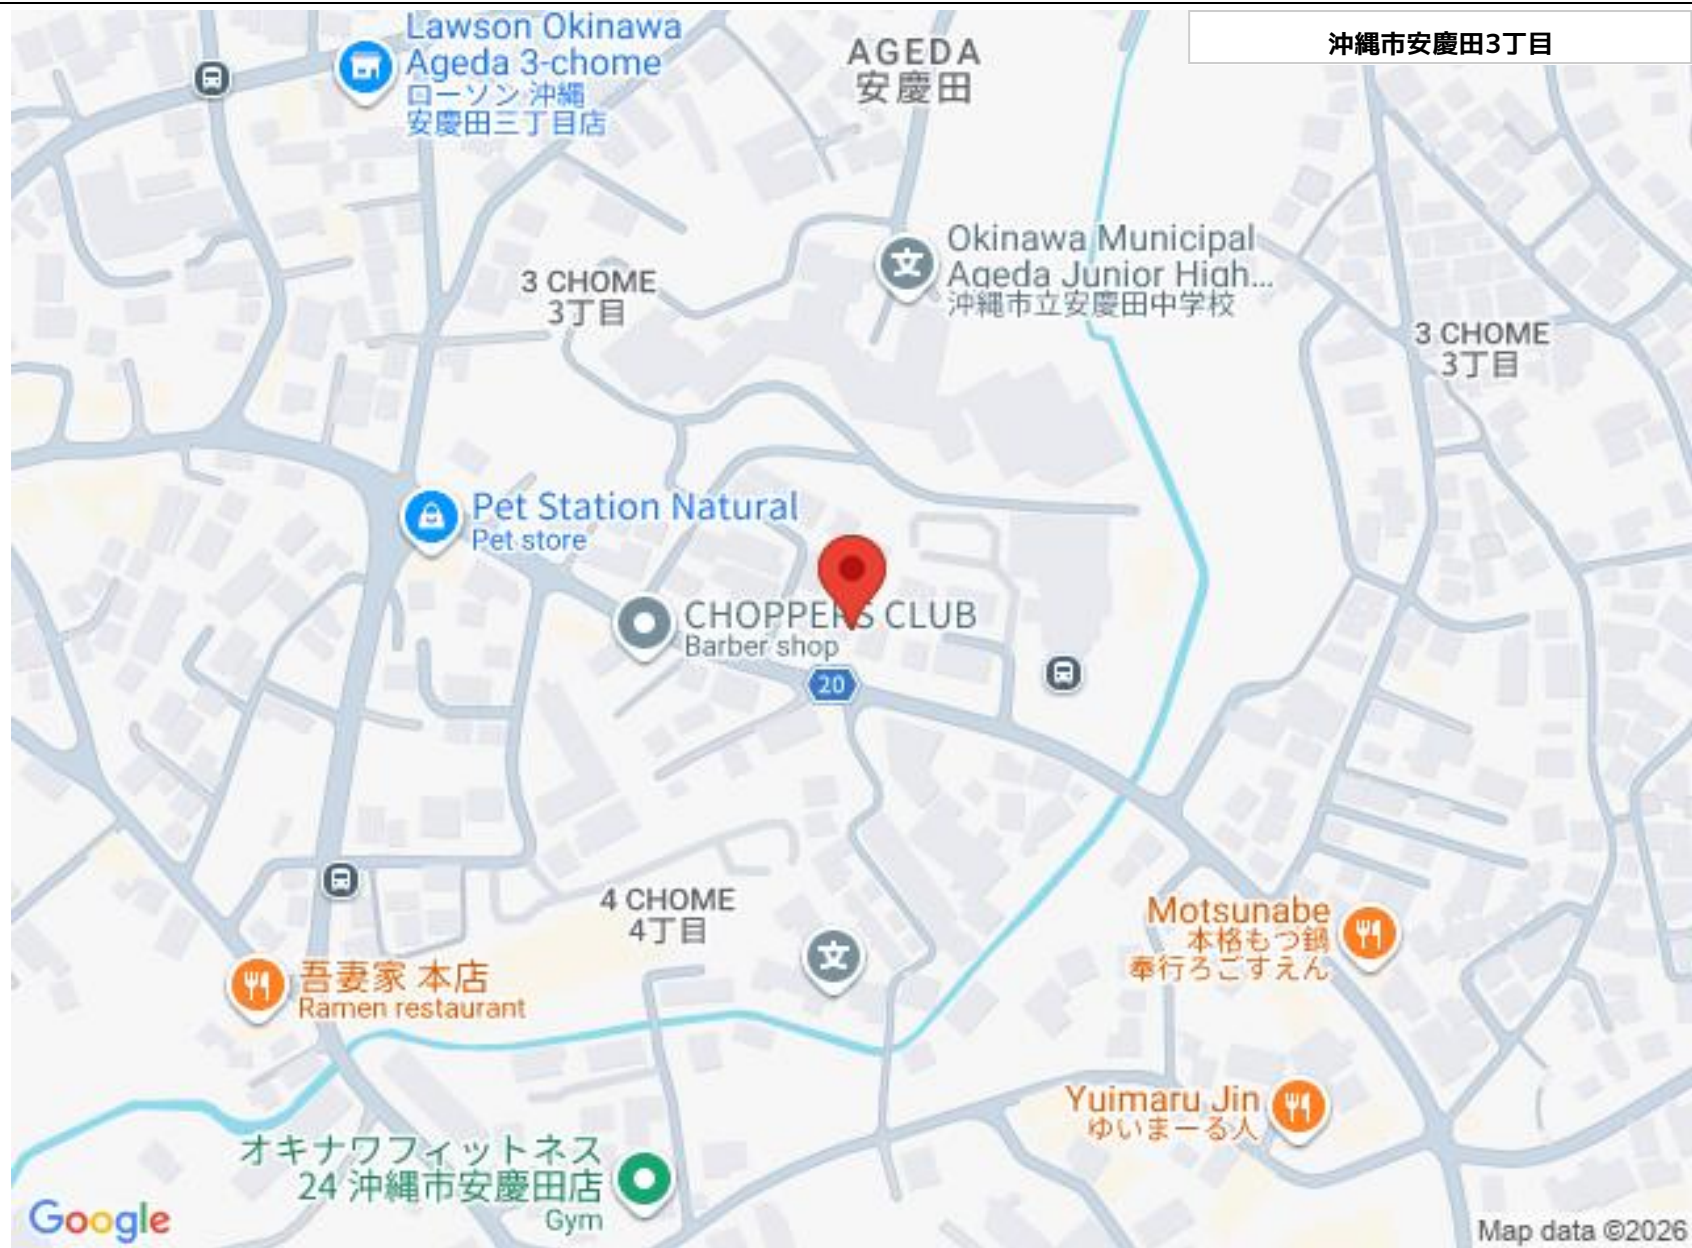 沖縄市安慶田3丁目
Lawson Okinawa
Ageda 3-chome
ローソン 沖縄
安慶田三丁目店
AGEDA
安慶田
Okinawa Municipal
Ageda Junior High...
沖縄市立安慶田中学校
3 CHOME
3丁目
3 CHOME
3丁目
Pet Station Natural
Pet store
CHOPPERS CLUB
Barber shop
20
4 CHOME
4丁目
文
文
Motsunabe
本格もつ鍋
奉行ろごすえん
吾妻家 本店
Ramen restaurant
Yuimaru Jin
ゆいまーる人
オキナワフィットネス
24 沖縄市安慶田店
Gym
Google
Map data ©2026